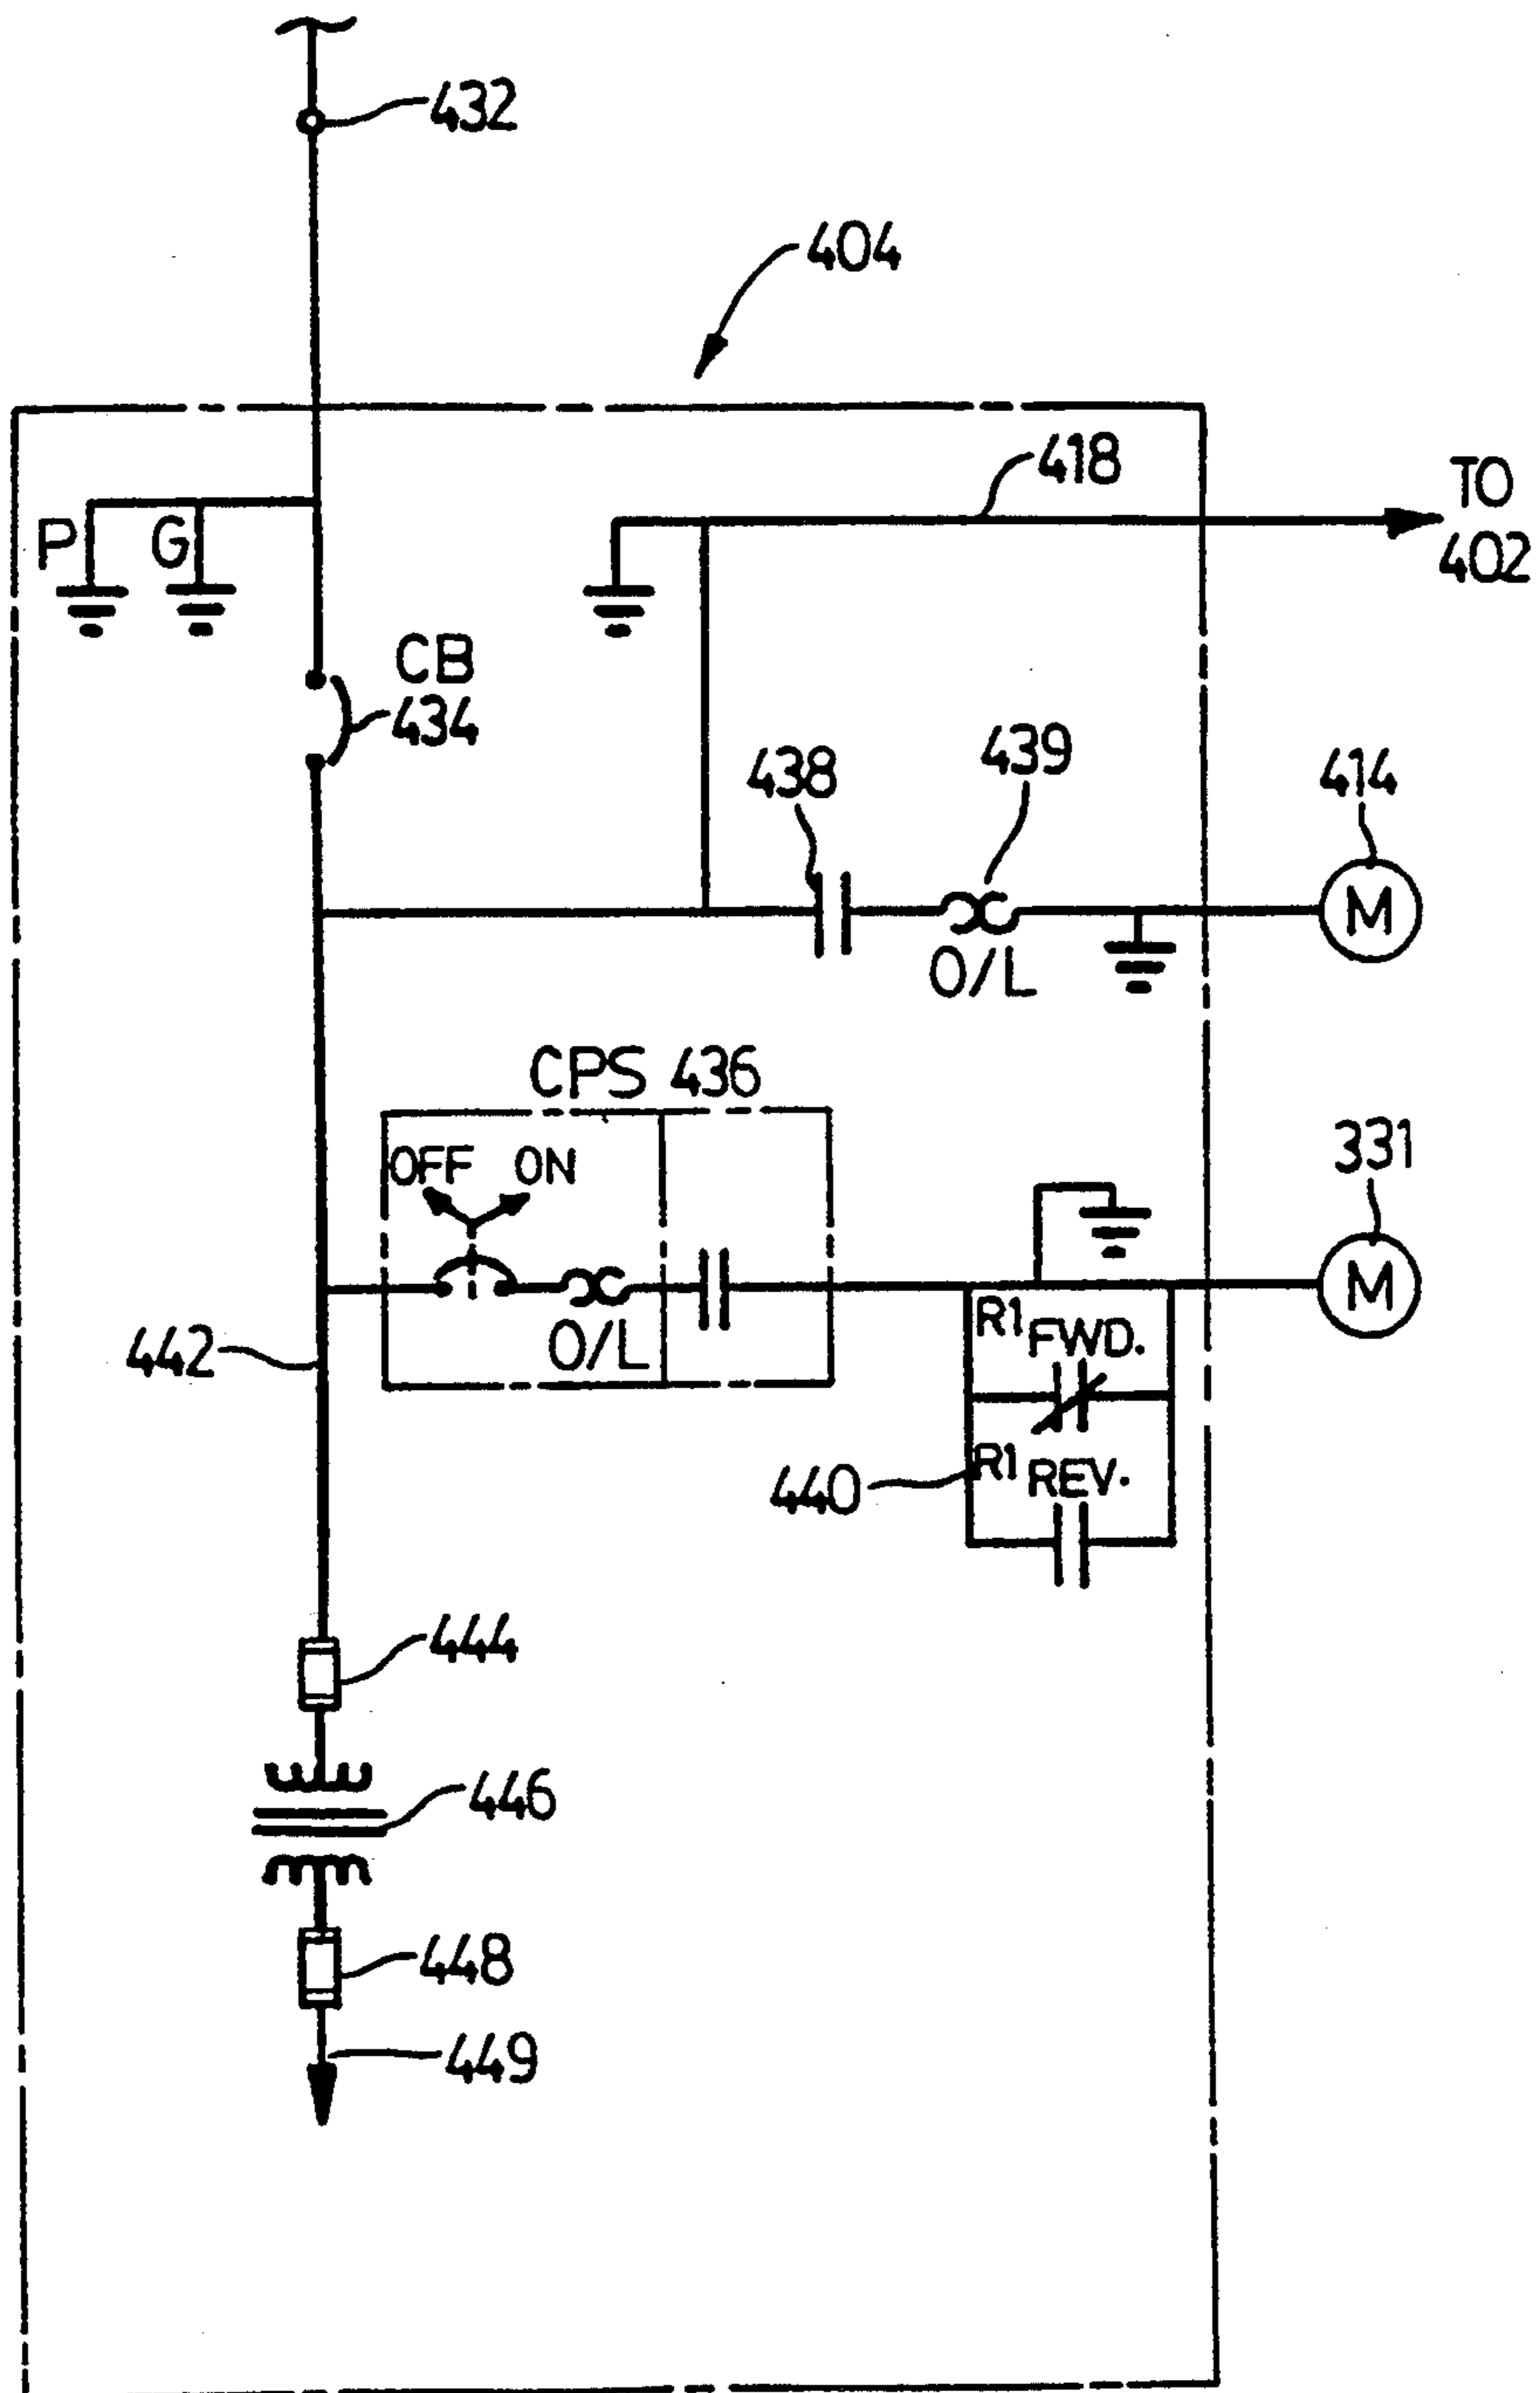 432
404
418
TO
402
P
G
CB
434
438
439
414
O/L
M
CPS 436
OFF
ON
331
O/L
M
442
R1
FWD.
R1
REV.
440
444
446
448
449